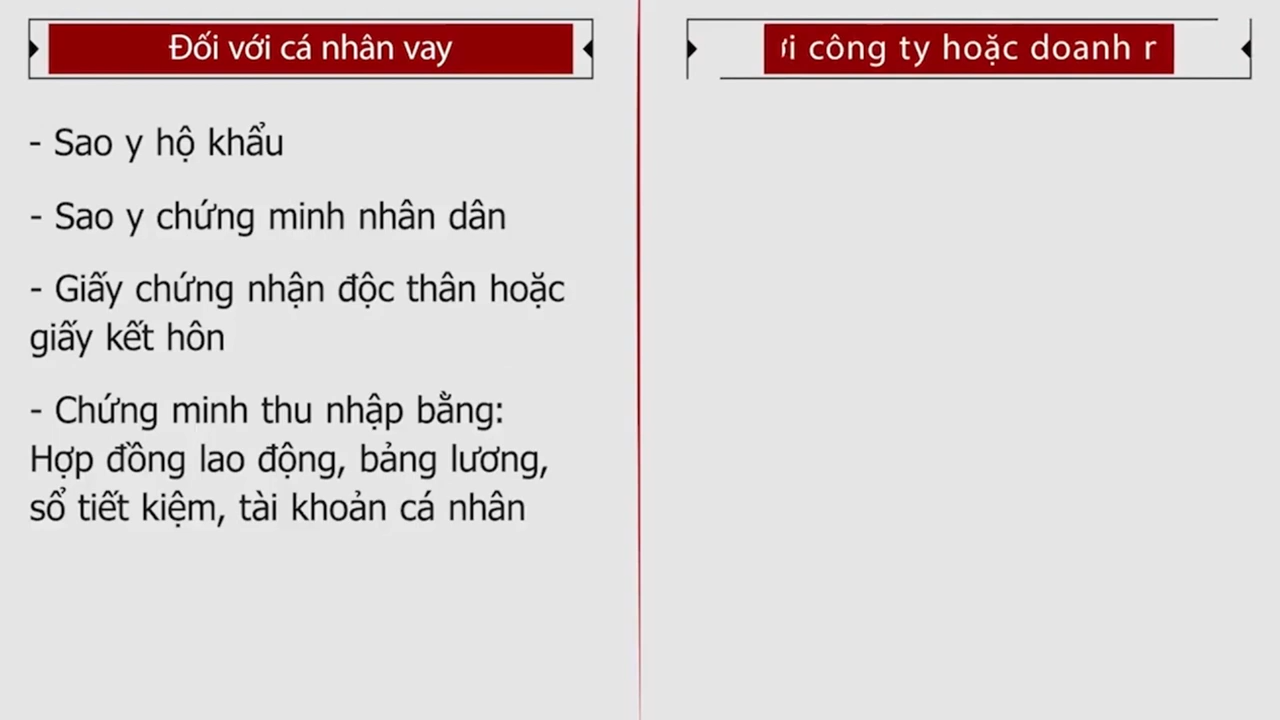 Đối với cá nhân vay
- Sao y hộ khẩu
- Sao y chứng minh nhân dân
- Giấy chứng nhận độc thân hoặc
giấy kết hôn
- Chứng minh thu nhập bằng:
Hợp đồng lao động, bảng lương,
sổ tiết kiệm, tài khoản cá nhân
công ty hoặc doanh